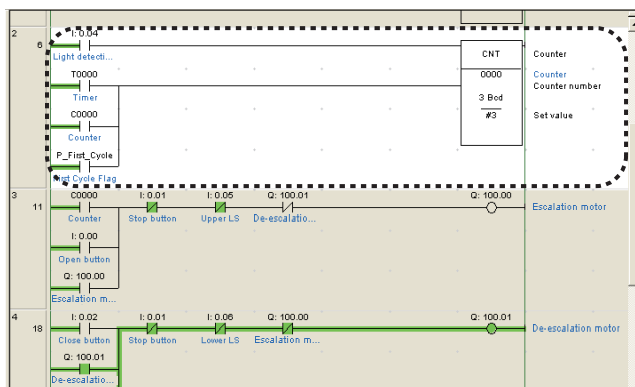 2
6
I: 0.04
Light detecti...
CNT
Counter
T0000
0000
Counter
Timer
Counter number
3 Bcd
C0000
#3
Set value
Counter
P_First_Cycle
First Cycle Flag
3
11
C0000
I: 0.01
I: 0.05
Q: 100.01
Q: 100.00
Counter
Stop button
Upper LS
De-escalatio...
Escalation motor
I: 0.00
Open button
Q: 100.00
Escalation m...
4
18
I: 0.02
I: 0.01
I: 0.06
Q: 100.00
Q: 100.01
Close button
Stop button
Lower LS
Escalation m...
De-escalation motor
Q: 100.01
De-escalatio...